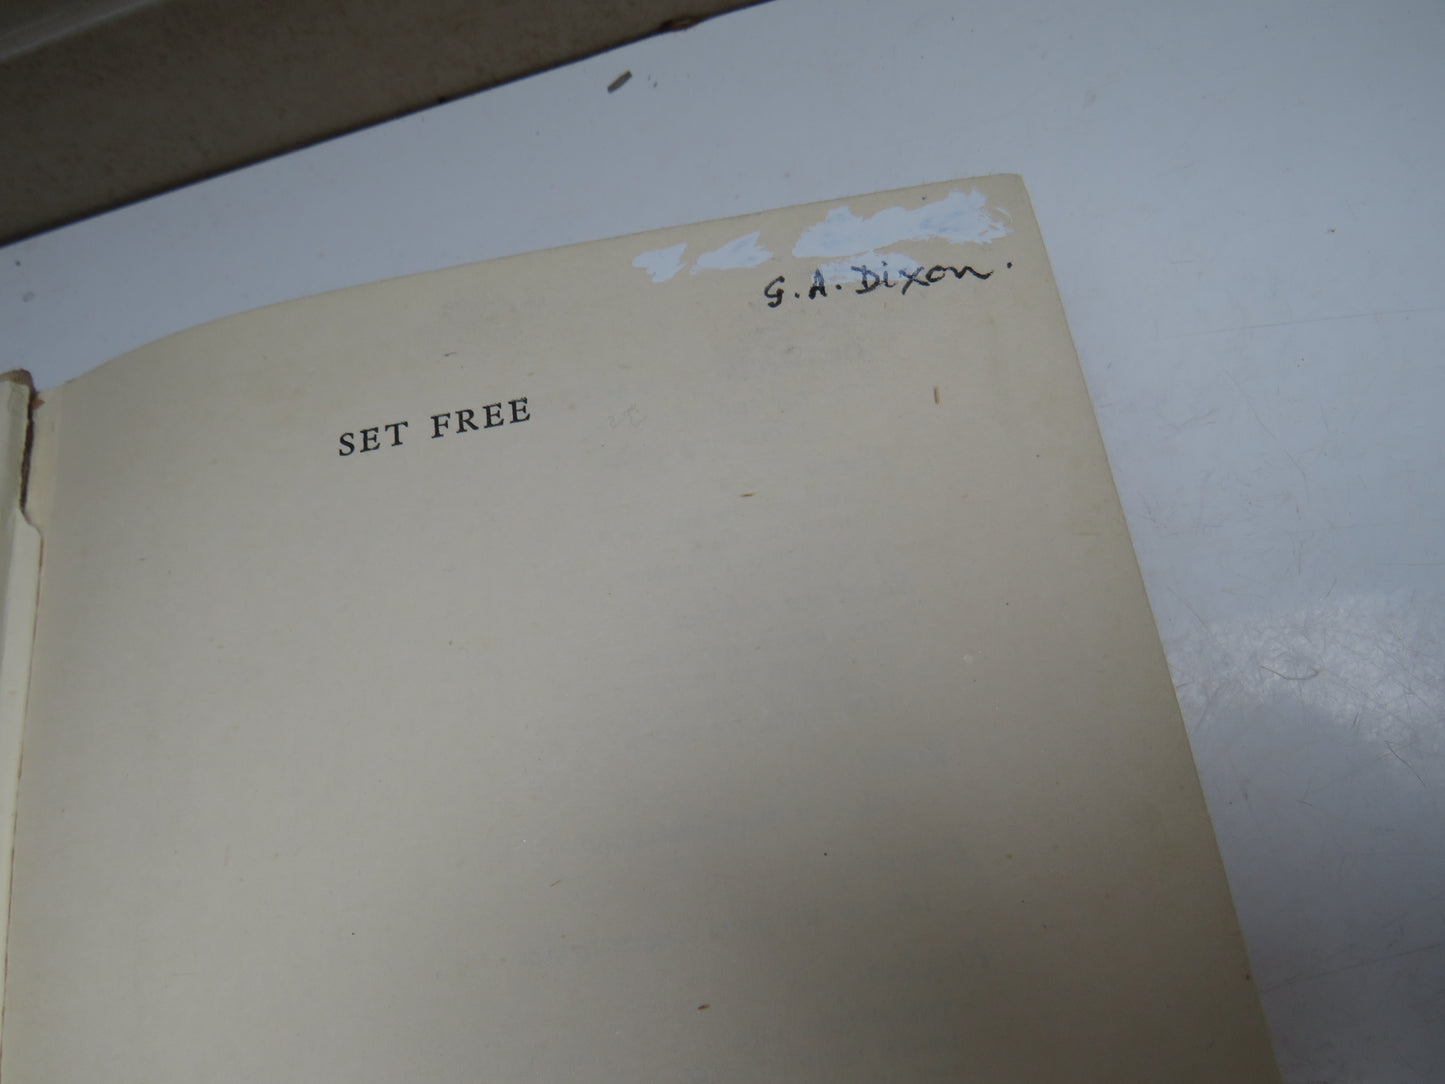 G. A. Dixon.
SET FREE